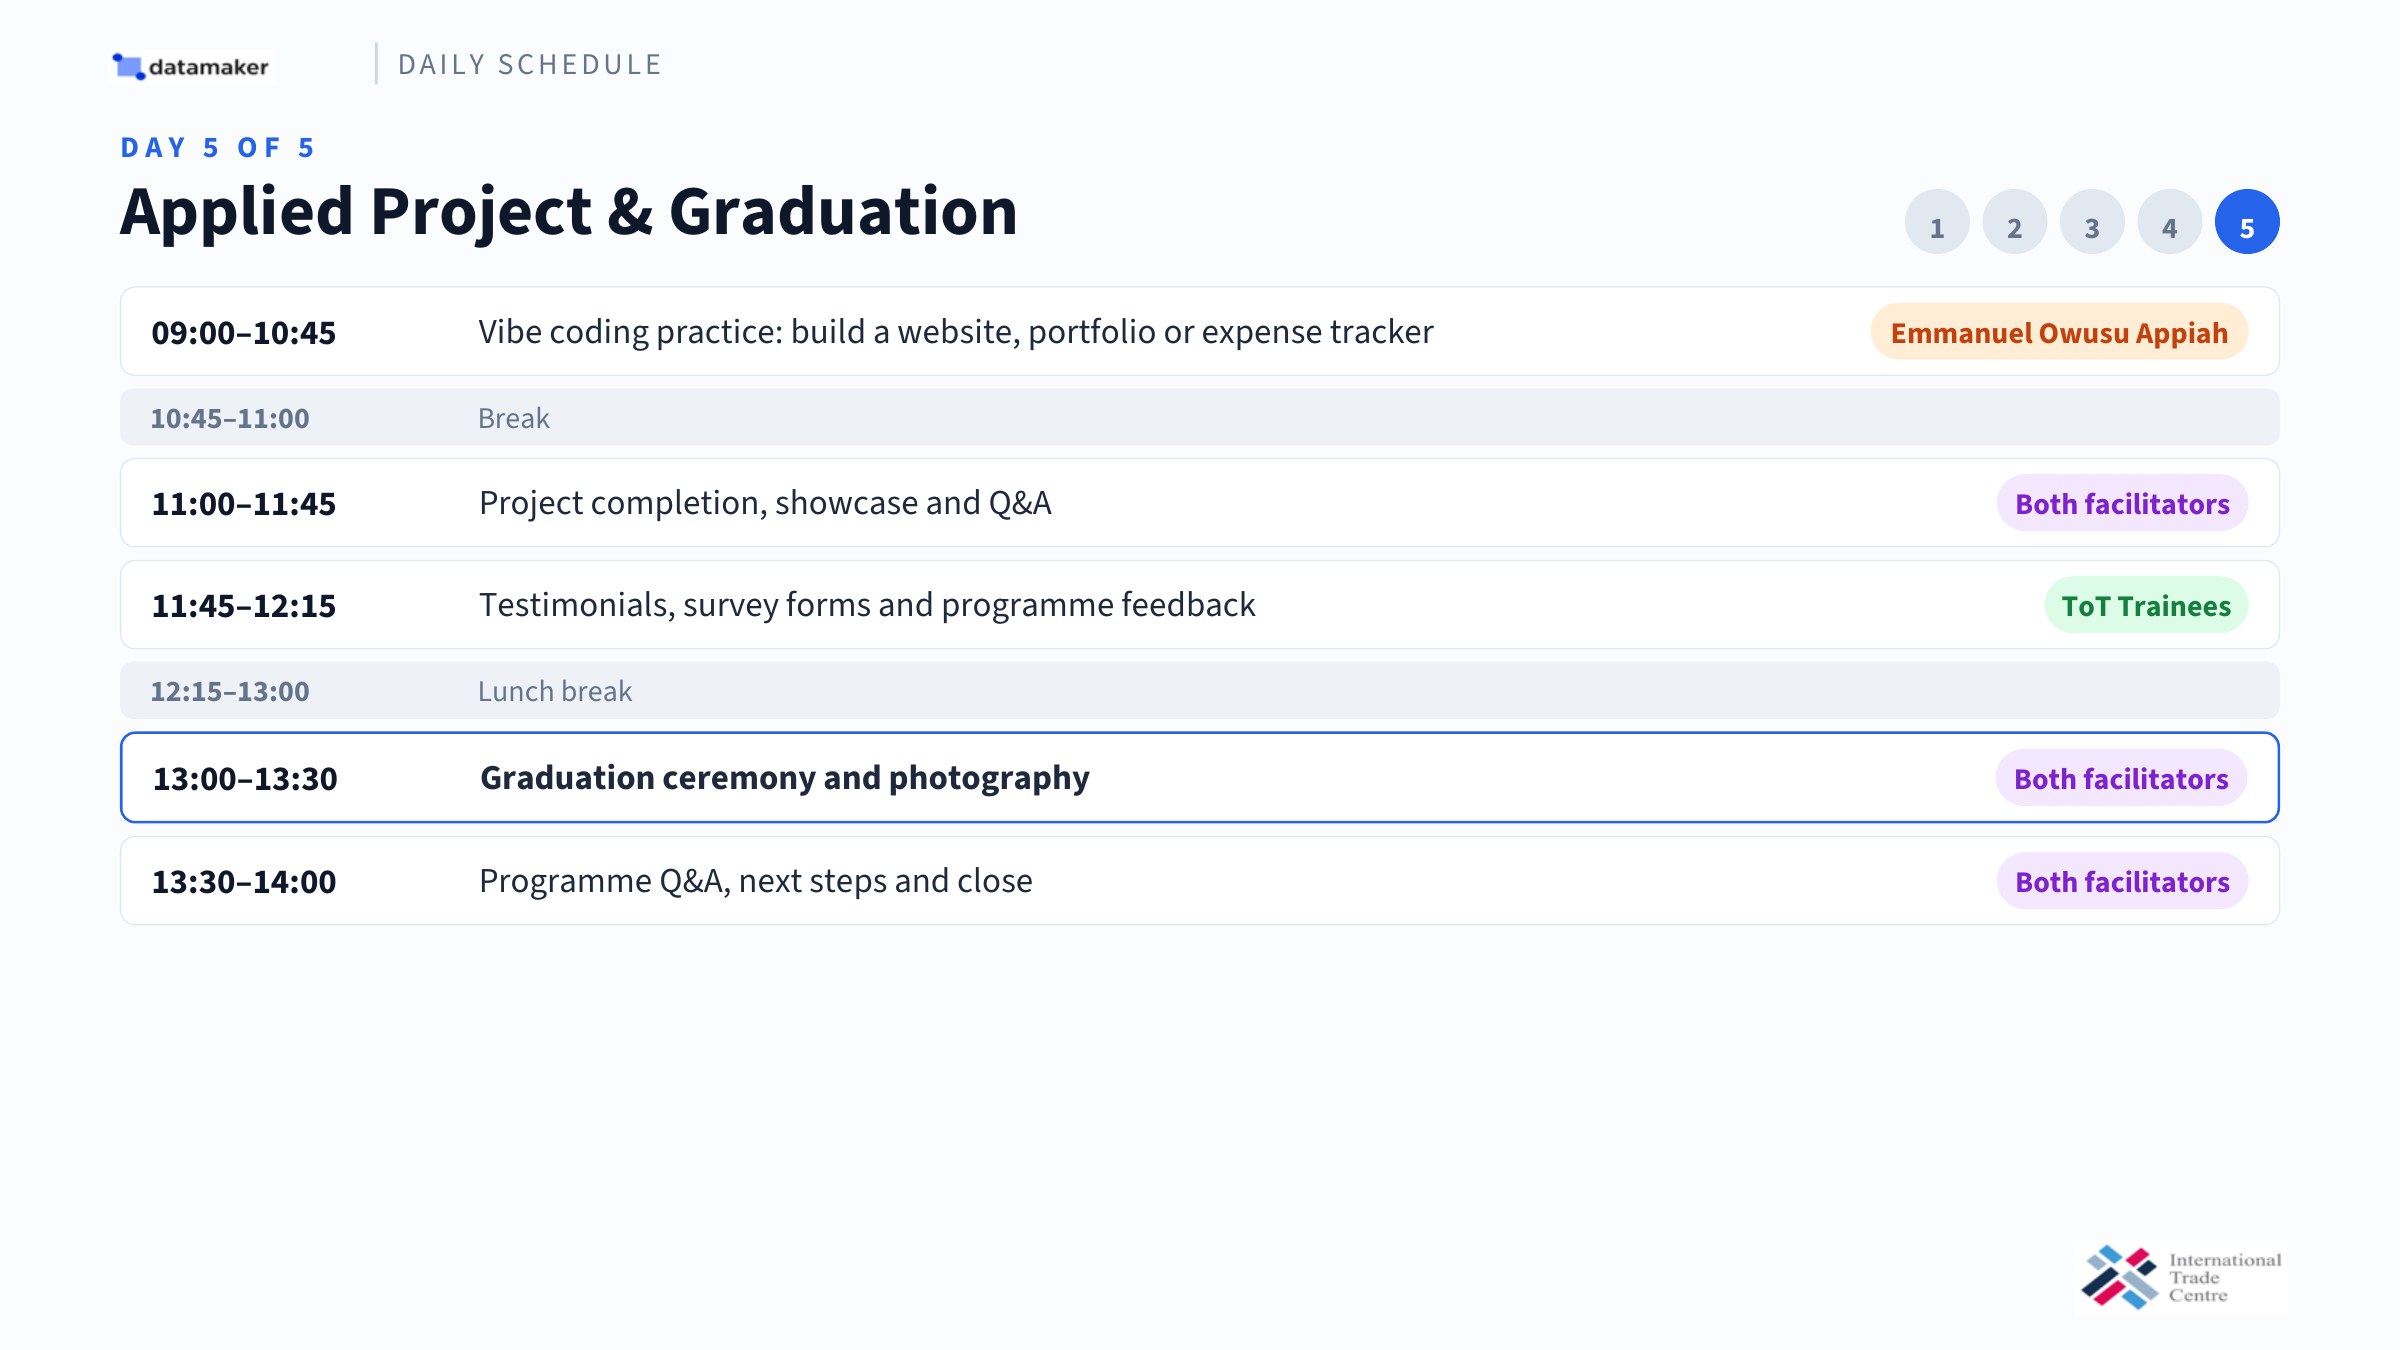 datamaker
DAILY SCHEDULE
DAY 5 OF 5
Applied Project & Graduation
1 2 3 4 5
09:00–10:45 Vibe coding practice: build a website, portfolio or expense tracker Emmanuel Owusu Appiah
10:45–11:00 Break
11:00–11:45 Project completion, showcase and Q&A Both facilitators
11:45–12:15 Testimonials, survey forms and programme feedback ToT Trainees
12:15–13:00 Lunch break
13:00–13:30 Graduation ceremony and photography Both facilitators
13:30–14:00 Programme Q&A, next steps and close Both facilitators
International
Trade
Centre